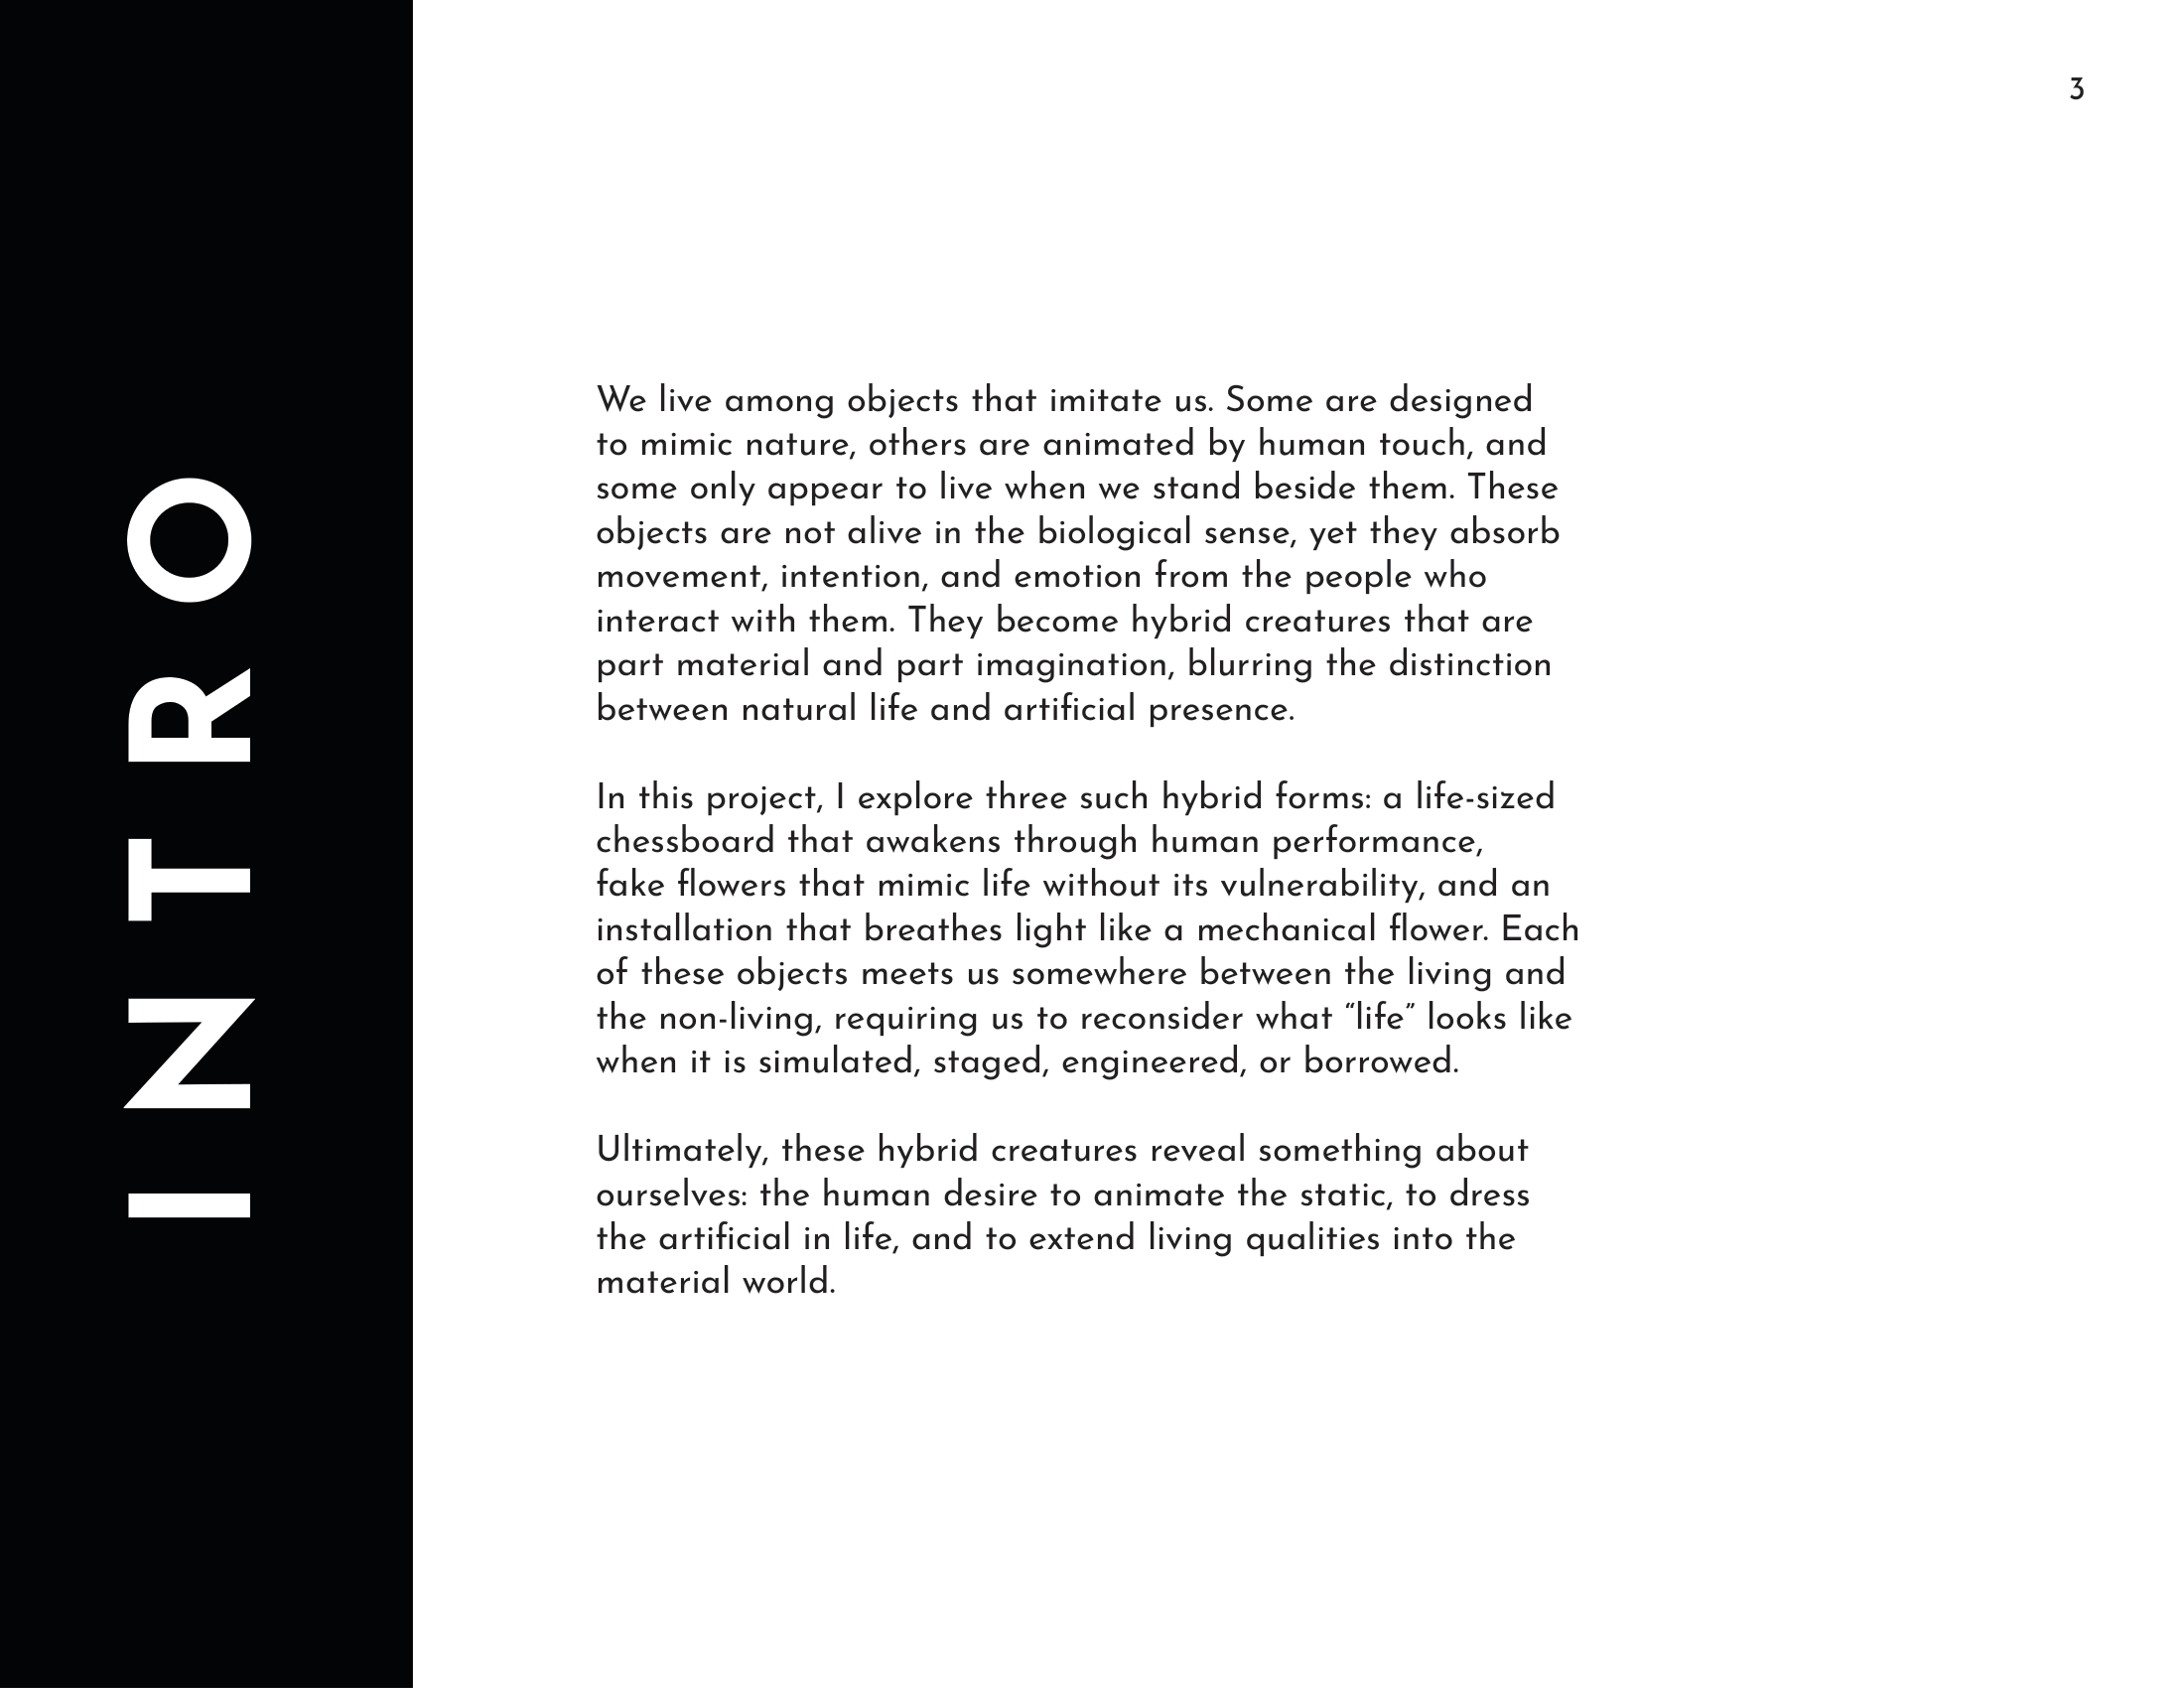 INTRO
3
We live among objects that imitate us. Some are designed
to mimic nature, others are animated by human touch, and
some only appear to live when we stand beside them. These
objects are not alive in the biological sense, yet they absorb
movement, intention, and emotion from the people who
interact with them. They become hybrid creatures that are
part material and part imagination, blurring the distinction
between natural life and artificial presence.
In this project, I explore three such hybrid forms: a life-sized
chessboard that awakens through human performance,
fake flowers that mimic life without its vulnerability, and an
installation that breathes light like a mechanical flower. Each
of these objects meets us somewhere between the living and
the non-living, requiring us to reconsider what “life” looks like
when it is simulated, staged, engineered, or borrowed.
Ultimately, these hybrid creatures reveal something about
ourselves: the human desire to animate the static, to dress
the artificial in life, and to extend living qualities into the
material world.